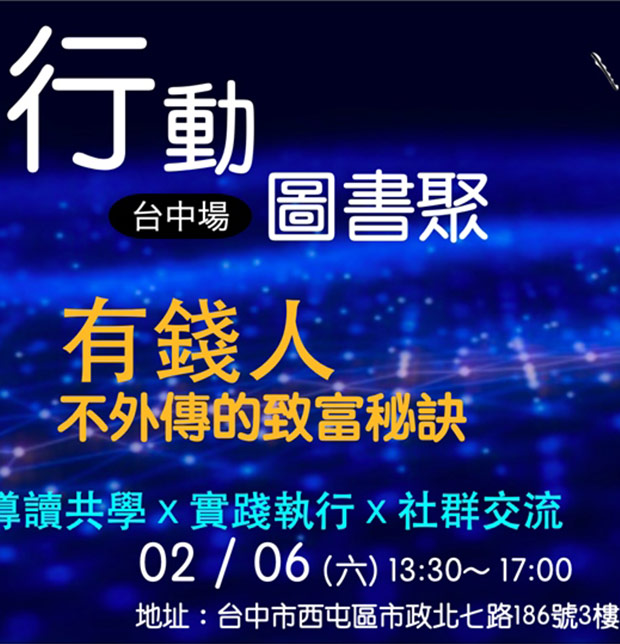 行動
台中場 圖書聚
有錢人
不外傳的致富秘訣
導讀共學 X 實踐執行 X 社群交流
02 / 06 (六) 13:30～ 17:00
地址：台中市西屯區市政北七路186號3樓